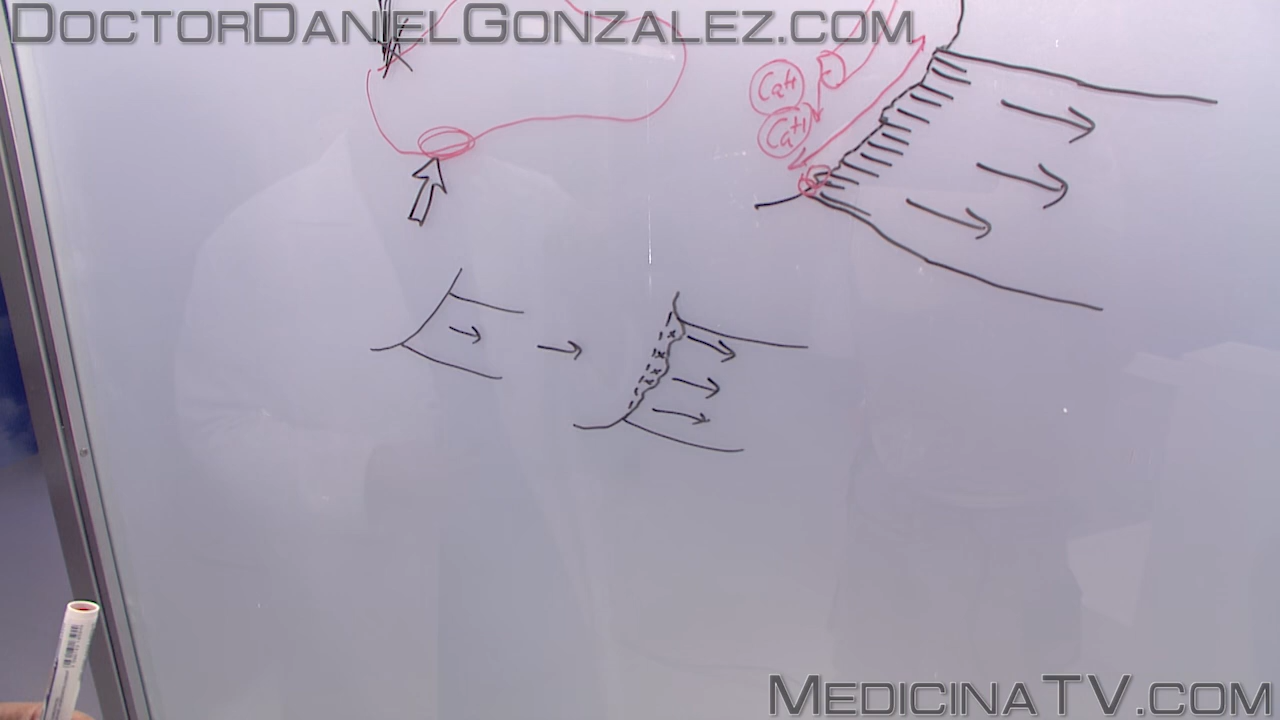 DoctorDanielGonzalez.com
Ca++
Ca++
x
x
x
x
MedicinaTV.com